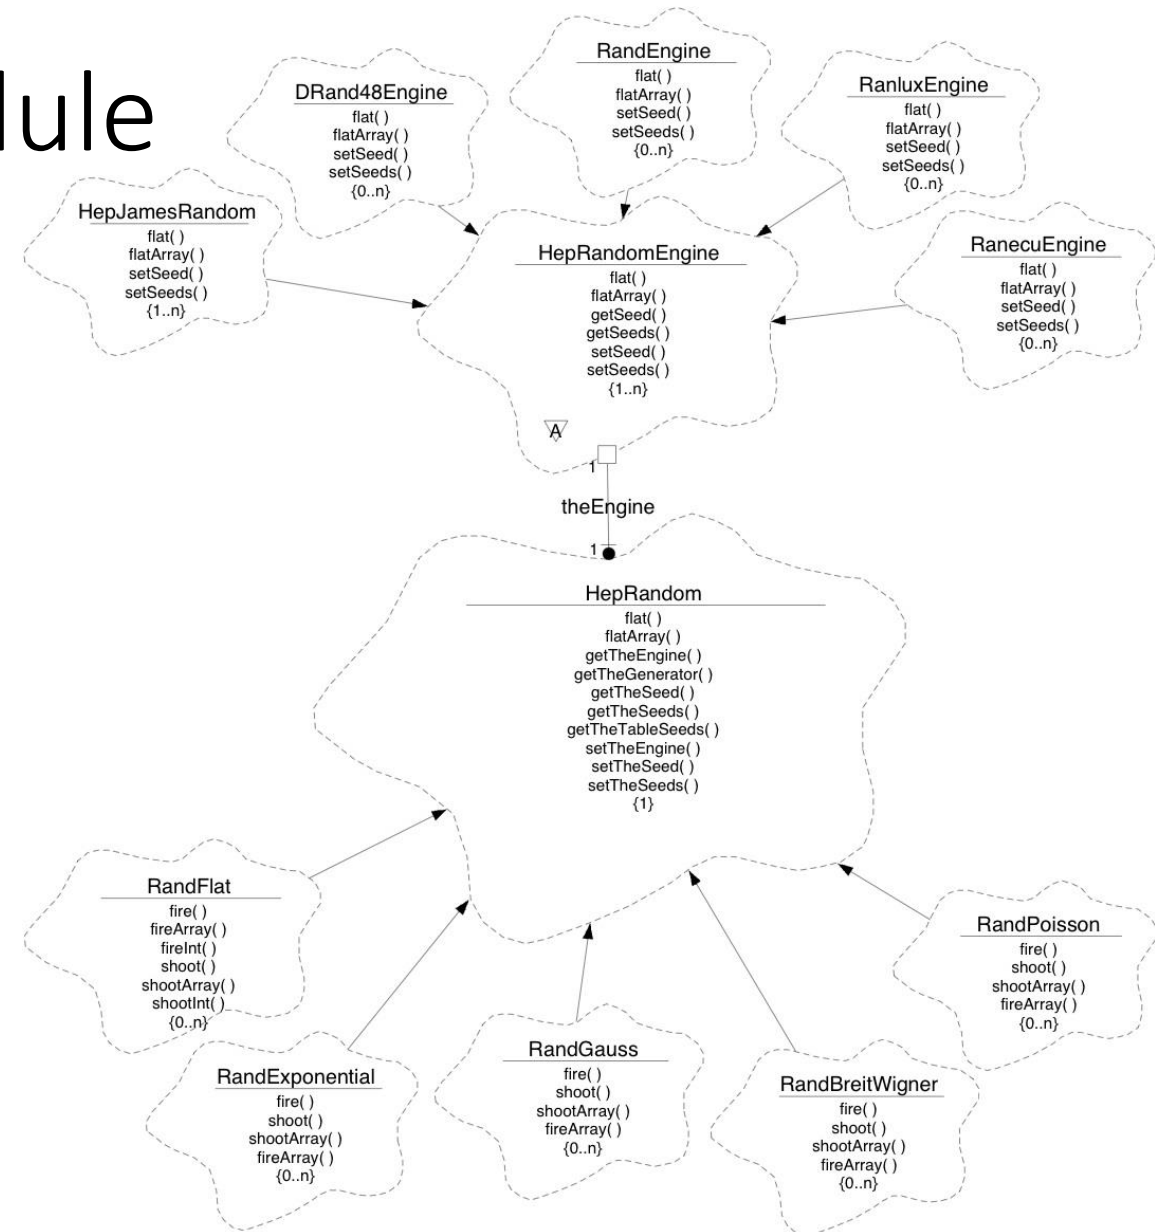 dule
RandEngine
flat( )
flatArray( )
setSeed( )
setSeeds( )
{0..n}
DRand48Engine
flat( )
flatArray( )
setSeed( )
setSeeds( )
{0..n}
RanluxEngine
flat( )
flatArray( )
setSeed( )
setSeeds( )
{0..n}
HepJamesRandom
flat( )
flatArray( )
setSeed( )
setSeeds( )
{1..n}
HepRandomEngine
flat( )
flatArray( )
getSeed( )
getSeeds( )
setSeed( )
setSeeds( )
{1..n}
RanecuEngine
flat( )
flatArray( )
setSeed( )
setSeeds( )
{0..n}
A
1
theEngine
1
HepRandom
flat( )
flatArray( )
getTheEngine( )
getTheGenerator( )
getTheSeed( )
getTheSeeds( )
getTheTableSeeds( )
setTheEngine( )
setTheSeed( )
setTheSeeds( )
{1}
RandFlat
fire( )
fireArray( )
fireInt( )
shoot( )
shootArray( )
shootInt( )
{0..n}
RandPoisson
fire( )
shoot( )
shootArray( )
fireArray( )
{0..n}
RandExponential
fire( )
shoot( )
shootArray( )
fireArray( )
{0..n}
RandGauss
fire( )
shoot( )
shootArray( )
fireArray( )
{0..n}
RandBreitWigner
fire( )
shoot( )
shootArray( )
fireArray( )
{0..n}